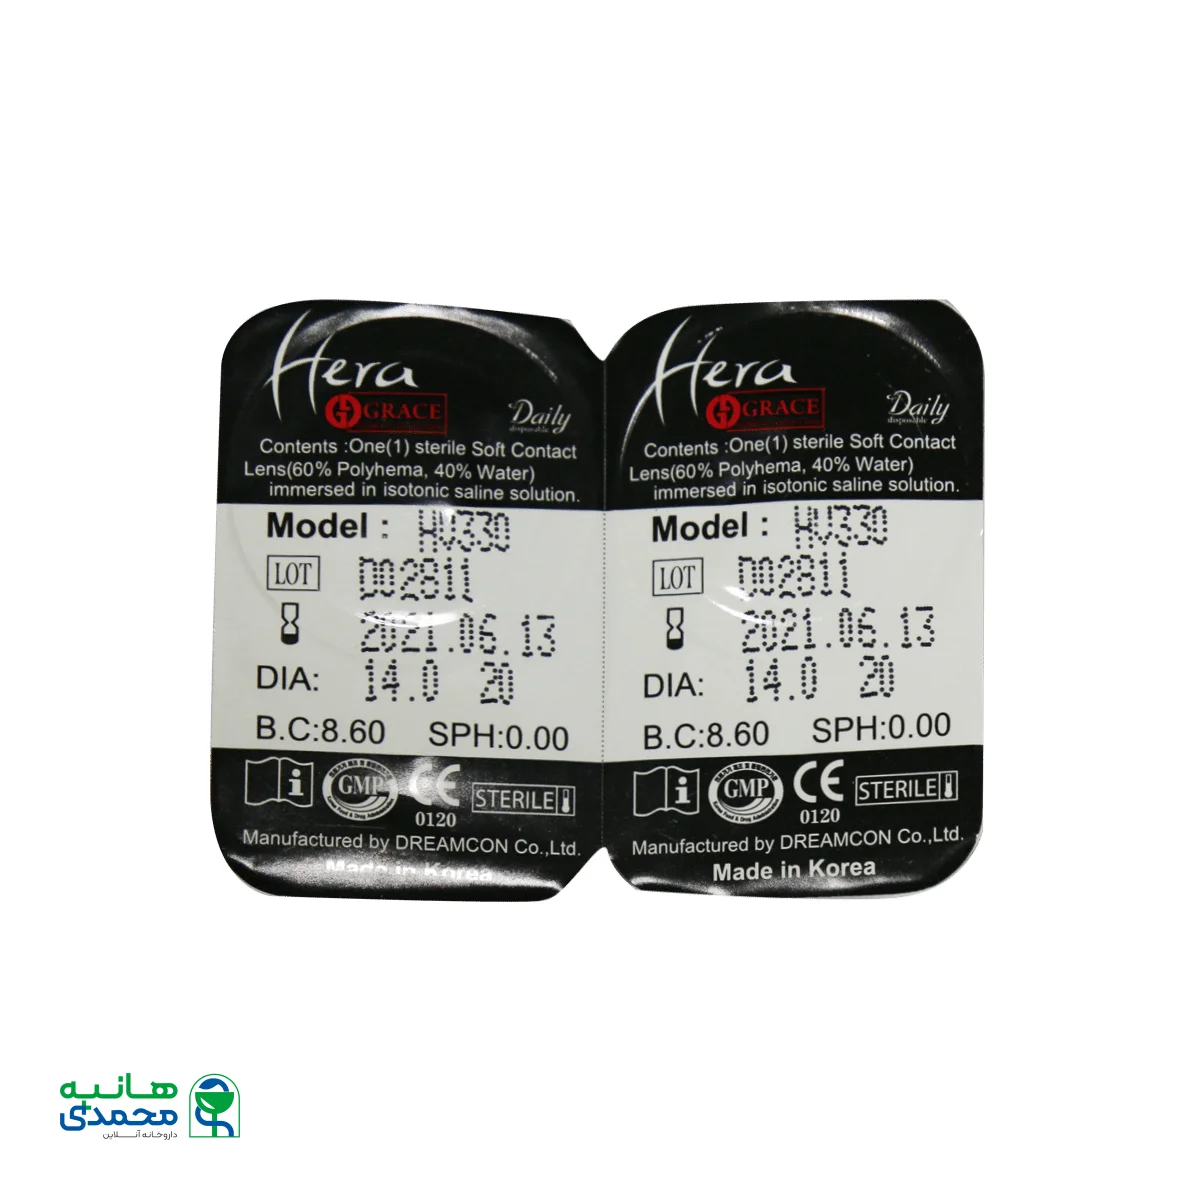 Hera
GRACE
Daily
disposable
Contents :One(1) sterile Soft Contact
Lens(60% Polyhema, 40% Water)
immersed in isotonic saline solution.
Model : HV330
LOT D02811
2021.06.13
DIA: 14.0 20
B.C:8.60 SPH:0.00
GMP
CE
0120
STERILE
Manufactured by DREAMCON Co.,Ltd.
Made in Korea
Hera
GRACE
Daily
disposable
Contents :One(1) sterile Soft Contact
Lens(60% Polyhema, 40% Water)
immersed in isotonic saline solution.
Model : HV330
LOT D02811
2021.06.13
DIA: 14.0 20
B.C:8.60 SPH:0.00
GMP
CE
0120
STERILE
Manufactured by DREAMCON Co.,Ltd.
Made in Korea
هانیه
محمدی
داروخانه آنلاین